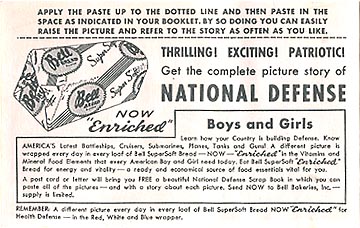 APPLY THE PASTE UP TO THE DOTTED LINE AND THEN PASTE IN THE
SPACE AS INDICATED IN YOUR BOOKLET. BY SO DOING YOU CAN EASILY
RAISE THE PICTURE AND REFER TO THE STORY AS OFTEN AS YOU LIKE.
THRILLING! EXCITING! PATRIOTIC!
Get the complete picture story of
NATIONAL DEFENSE
Bell
SuperSoft
Bell
NOW
"Enriched"
Boys and Girls
Learn how your Country is building Defense. Know
AMERICA'S Latest Battleships, Cruisers, Submarines, Planes, Tanks and Guns! A different picture is
wrapped every day in every loaf of Bell SuperSoft Bread—NOW—"Enriched" in the Vitamins and
Mineral Food Elements that every American Boy and Girl need today. Eat Bell SuperSoft "Enriched"
Bread for energy and vitality—a ready and economical source of food essentials vital for you.
A post card or letter will bring you FREE a beautiful National Defense Scrap Book in which you can
paste all of the pictures—and with a story about each picture. Send NOW to Bell Bakeries, Inc.—
supply is limited.
REMEMBER: A different picture every day in every loaf of Bell SuperSoft Bread NOW "Enriched" for
Health Defense—in the Red, White and Blue wrapper.